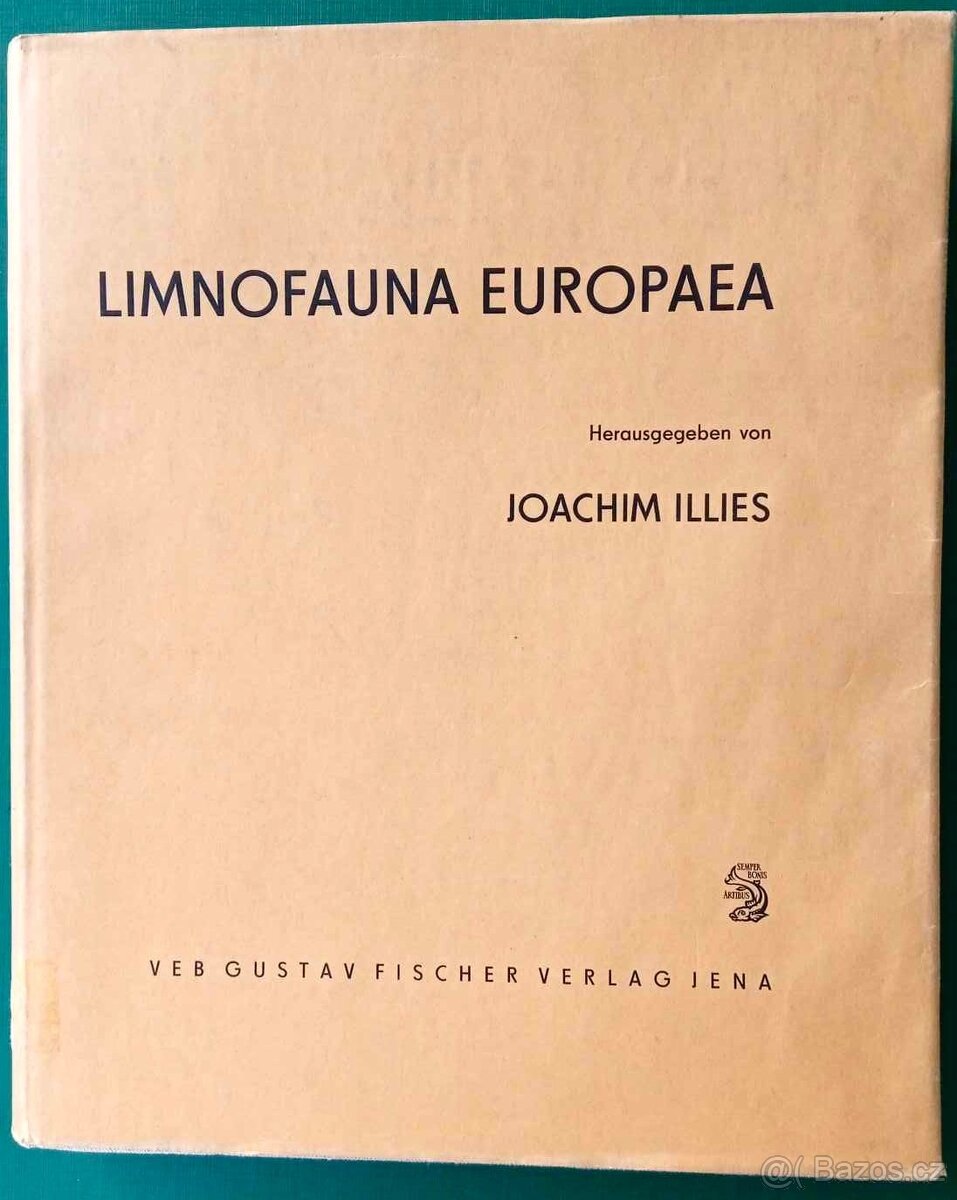 LIMNOFAUNA EUROPAEA
Herausgegeben von
JOACHIM ILLIES
SEMPER
BONIS
ARTIBUS
VEB GUSTAV FISCHER VERLAG JENA
@( Bazos.cz